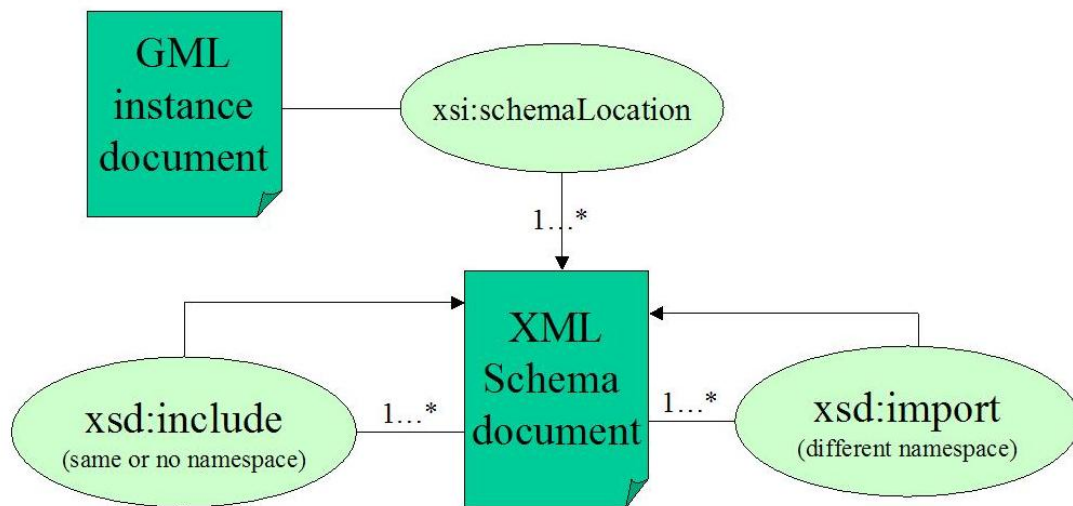 GML
instance
document
xsi:schemaLocation
1…*
XML
Schema
document
xsd:include
(same or no namespace)
1…*
1…*
xsd:import
(different namespace)